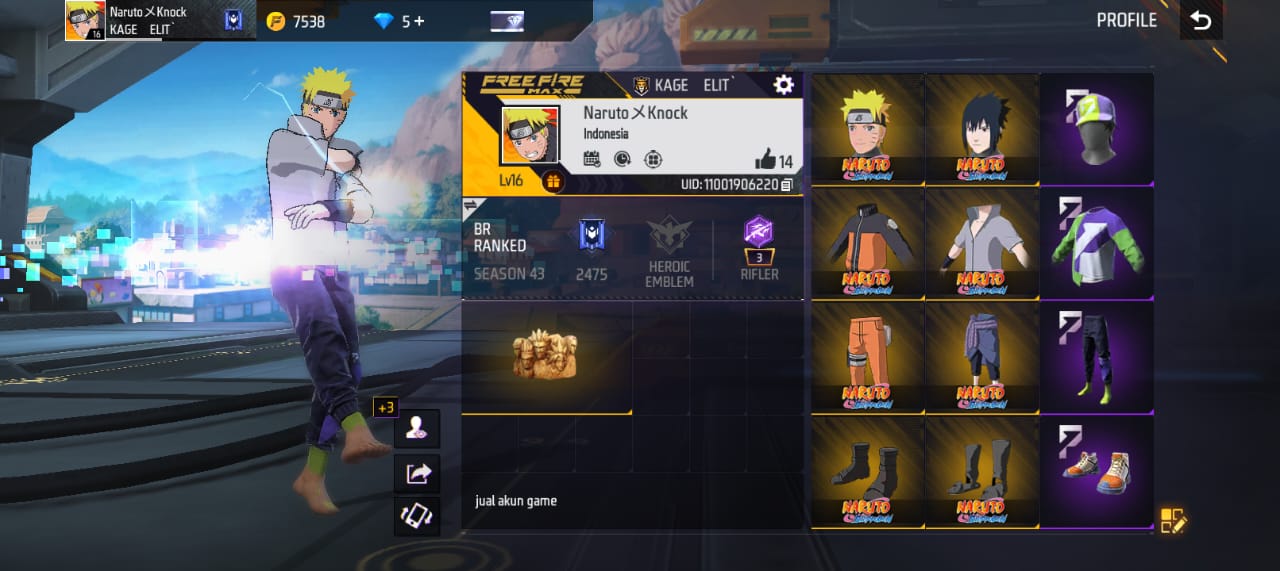 NarutoメKnock
KAGE ELIT`
16
7538
5+
PROFILE
FREE FIRE
MAX
KAGE ELIT`
NarutoメKnock
Indonesia
14
Lv16
UID:11001906220
BR
RANKED
SEASON 43
2475
HEROIC
EMBLEM
3
RIFLER
+3
jual akun game
NARUTO
SHIPPUDEN
NARUTO
SHIPPUDEN
NARUTO
SHIPPUDEN
NARUTO
SHIPPUDEN
NARUTO
SHIPPUDEN
NARUTO
SHIPPUDEN
NARUTO
SHIPPUDEN
NARUTO
SHIPPUDEN